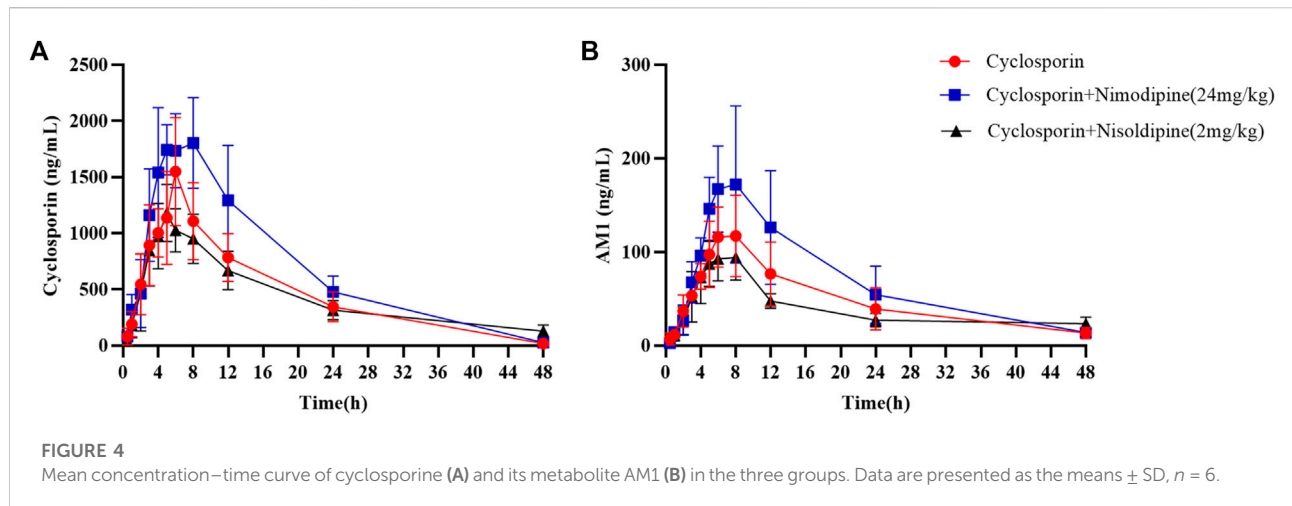 A
B
2500
2000
1500
1000
500
0
Cyclosporin (ng/mL)
0 4 8 12 16 20 24 28 32 36 40 44 48
Time(h)
300
200
100
0
AM1 (ng/mL)
0 4 8 12 16 20 24 28 32 36 40 44 48
Time(h)
Cyclosporin
Cyclosporin+Nimodipine(24mg/kg)
Cyclosporin+Nisoldipine(2mg/kg)
FIGURE 4
Mean concentration–time curve of cyclosporine (A) and its metabolite AM1 (B) in the three groups. Data are presented as the means ± SD, n = 6.